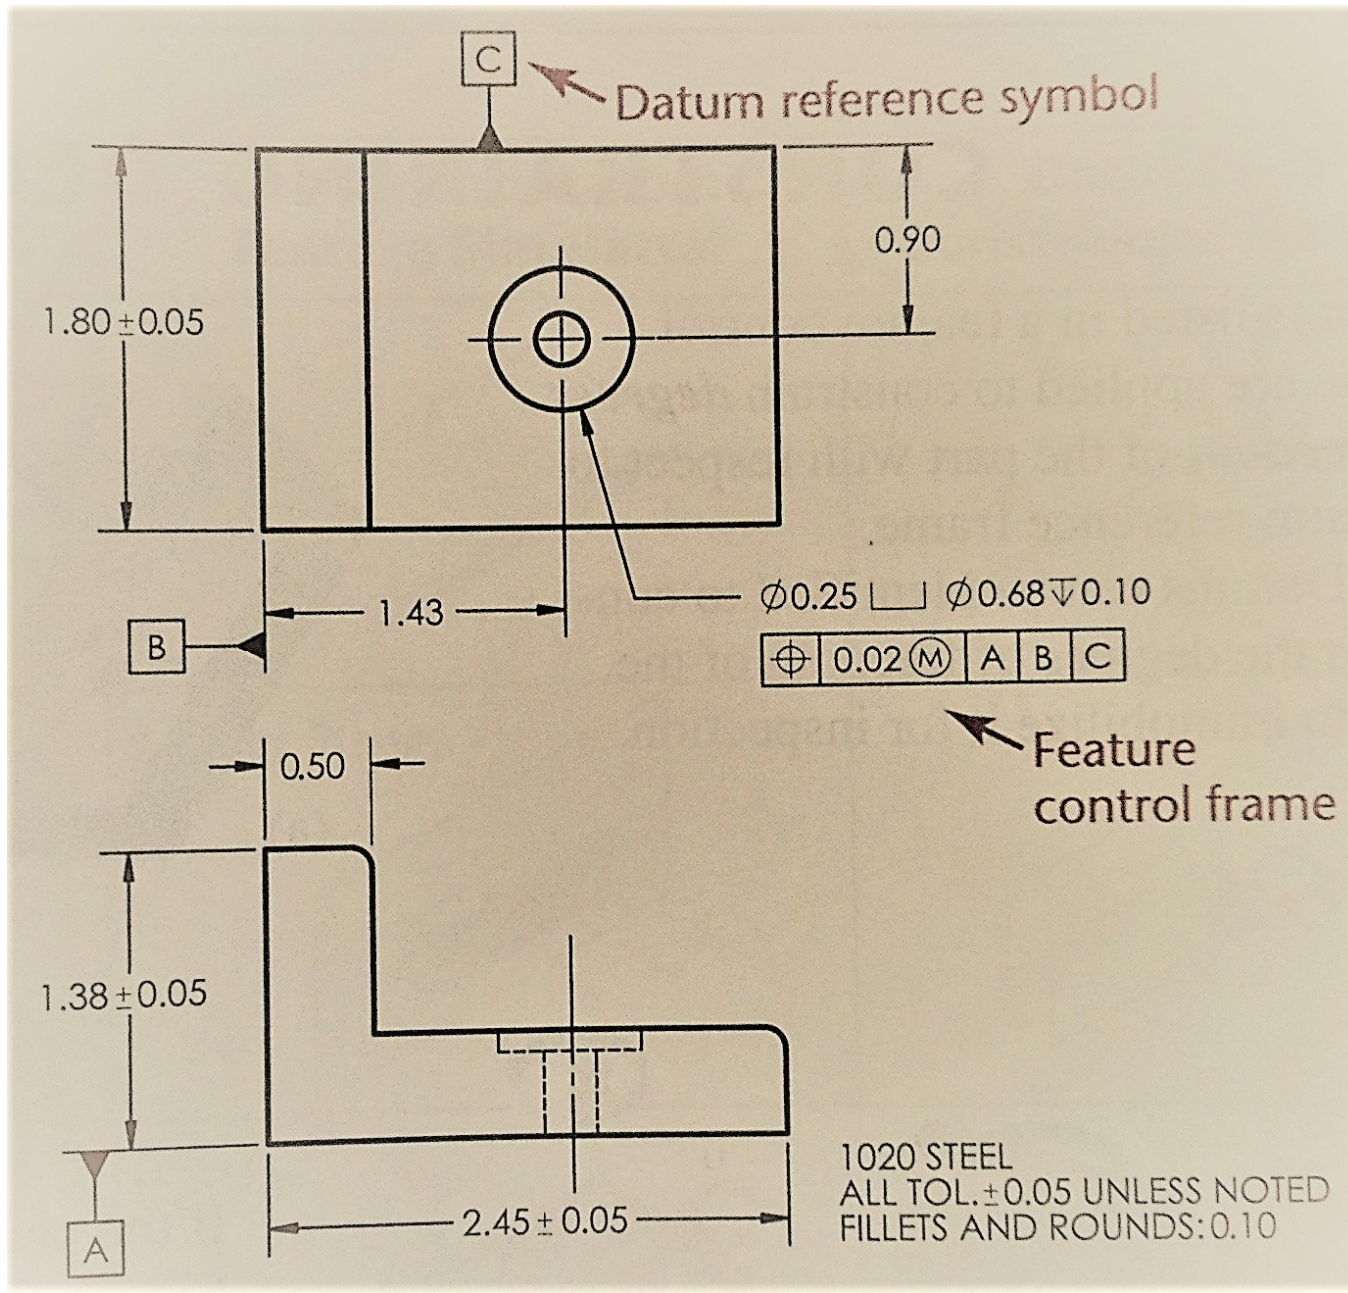 C
Datum reference symbol
0.90
1.80±0.05
1.43
B
∅0.25 ⌴ ∅0.68↧0.10
⌖ 0.02Ⓜ A B C
Feature
control frame
0.50
1.38±0.05
2.45±0.05
A
1020 STEEL
ALL TOL.±0.05 UNLESS NOTED
FILLETS AND ROUNDS:0.10